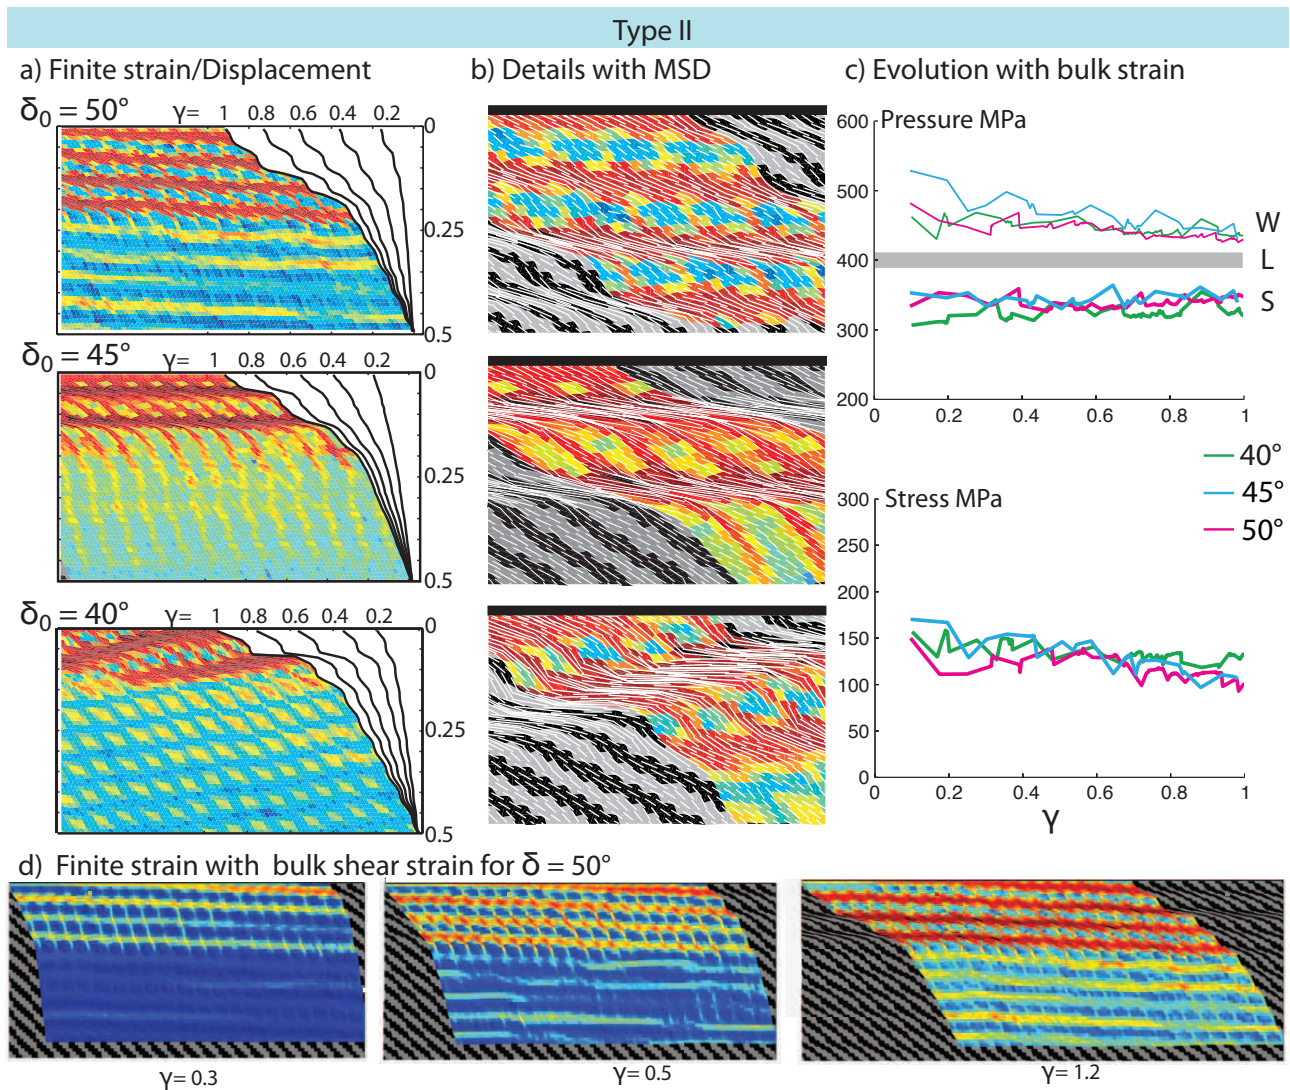 Type II
a) Finite strain/Displacement
b) Details with MSD
c) Evolution with bulk strain
δ0 = 50°
γ= 1 0.8 0.6 0.4 0.2
0
0.25
0.5
δ0 = 45°
γ= 1 0.8 0.6 0.4 0.2
0
0.25
0.5
δ0 = 40°
γ= 1 0.8 0.6 0.4 0.2
0
0.25
0.5
Pressure MPa
600
500
400
300
200
0 0.2 0.4 0.6 0.8 1
W
L
S
40°
45°
50°
Stress MPa
300
250
200
150
100
50
0
0 0.2 0.4 0.6 0.8 1
γ
d) Finite strain with bulk shear strain for δ = 50°
γ= 0.3
γ= 0.5
γ= 1.2